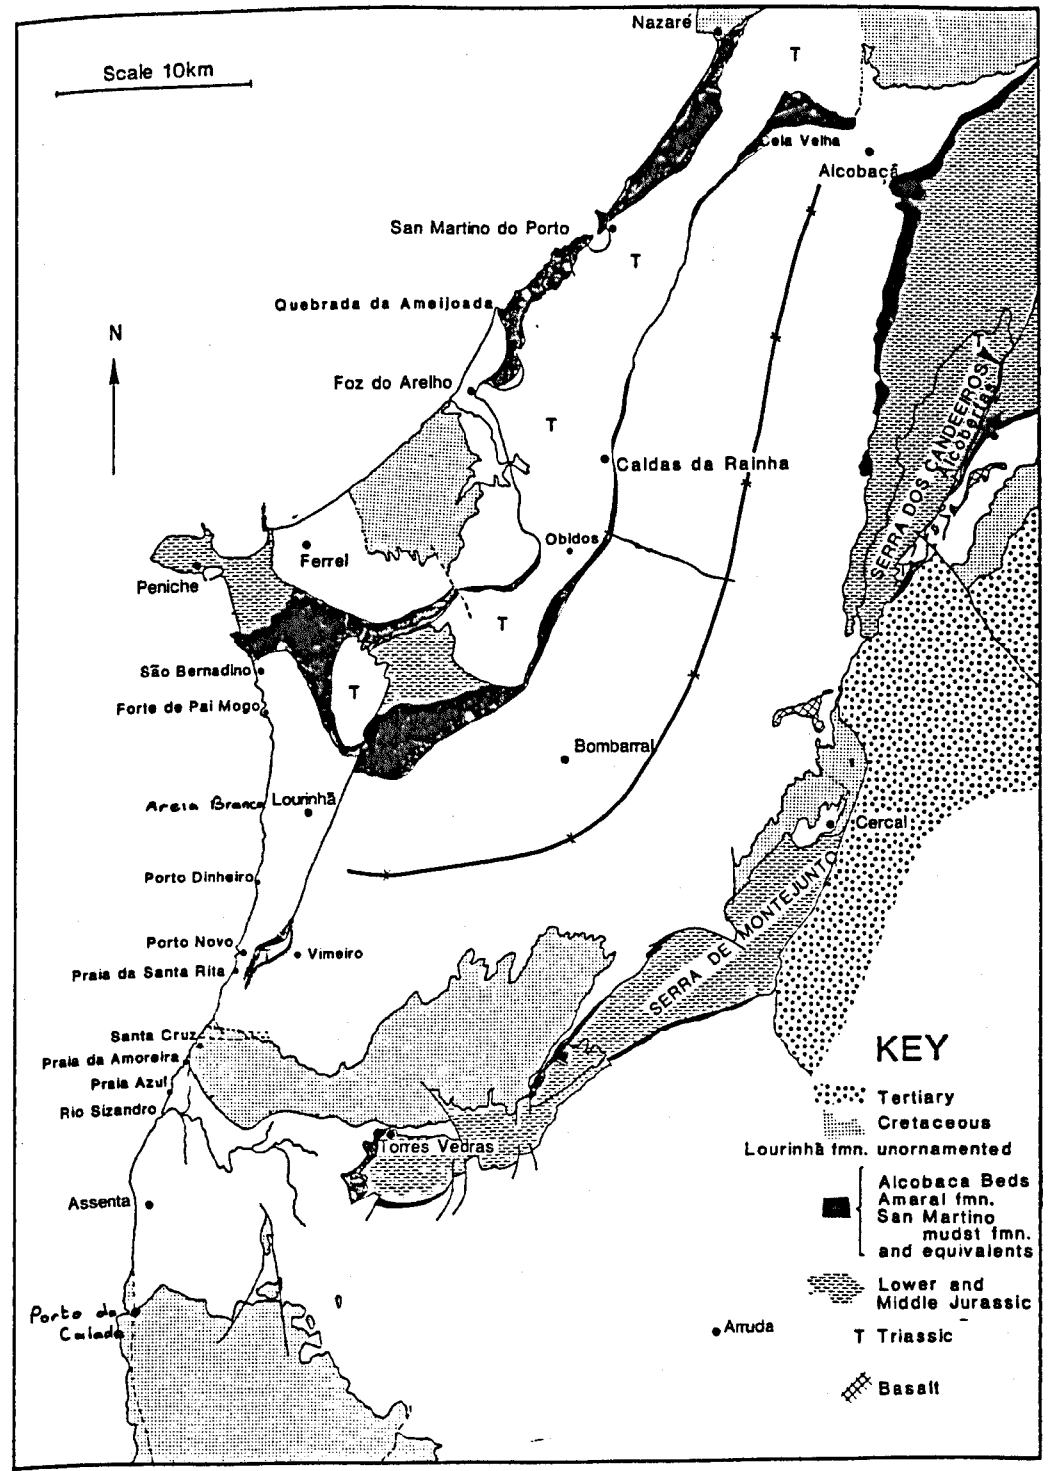 Nazaré
T
Scale 10km
Cela Velha
Alcobaçã
San Martino do Porto
T
Quebrada da Ameijoada
N
Foz do Arelho
T
SERRA DOS CANDEEIROS
Alcoberias
T
Caldas da Rainha
Obidos
Ferrel
Peniche
T
São Bernadino
T
Forte de Pai Mogo
Bombarral
Areia Branca
Lourinhã
Cercal
Porto Dinheiro
SERRA DE MONTEJUNTO
Porto Novo
Vimeiro
Praia da Santa Rita
Santa Cruz
Praia da Amoreira
Praia Azul
Rio Sizandro
Torres Vedras
Assenta
Porto da
Calada
Arruda
KEY
Tertiary
Cretaceous
Lourinhã fmn. unornamented
Alcobaca Beds
Amaral fmn.
San Martino
mudst fmn.
and equivalents
Lower and
Middle Jurassic
T Triassic
Basalt